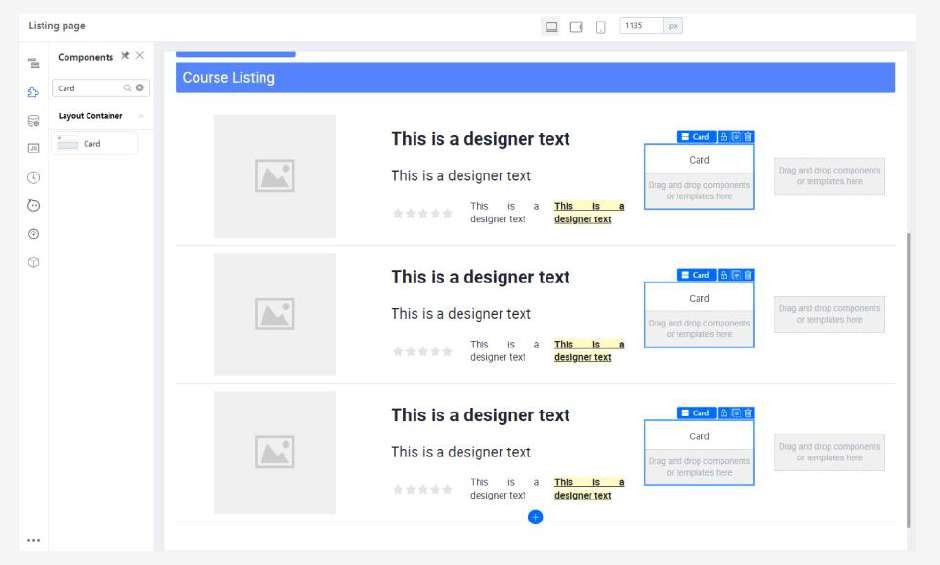 Listing page
1135 px
Components
Card
Layout Container
Card
Course Listing
This is a designer text
This is a designer text
This is a
designer text
This is a
designer text
Card
Card
Drag and drop components
or templates here
Drag and drop components
or templates here
This is a designer text
This is a designer text
This is a
designer text
This is a
designer text
Card
Card
Drag and drop components
or templates here
Drag and drop components
or templates here
This is a designer text
This is a designer text
This is a
designer text
This is a
designer text
Card
Card
Drag and drop components
or templates here
Drag and drop components
or templates here